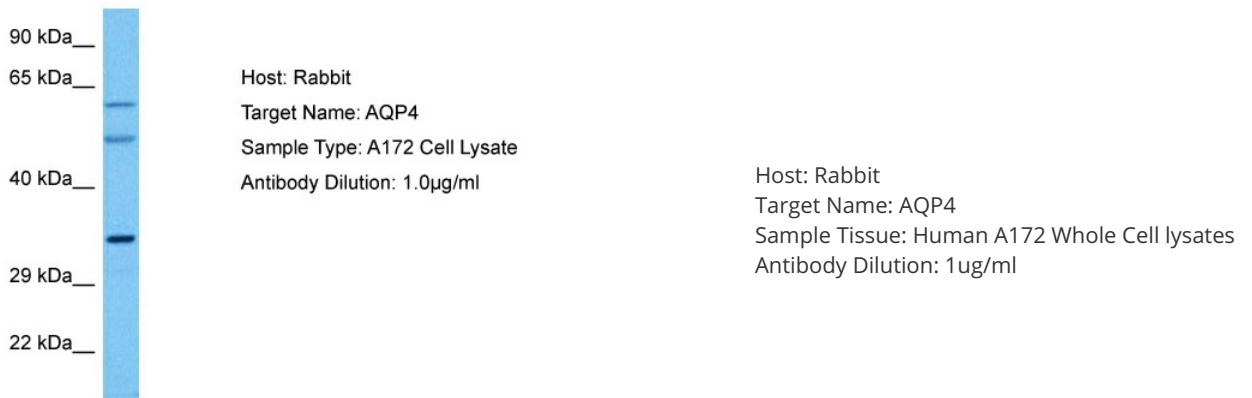 90 kDa__
65 kDa__
40 kDa__
29 kDa__
22 kDa__
Host: Rabbit
Target Name: AQP4
Sample Type: A172 Cell Lysate
Antibody Dilution: 1.0µg/ml
Host: Rabbit
Target Name: AQP4
Sample Tissue: Human A172 Whole Cell lysates
Antibody Dilution: 1ug/ml